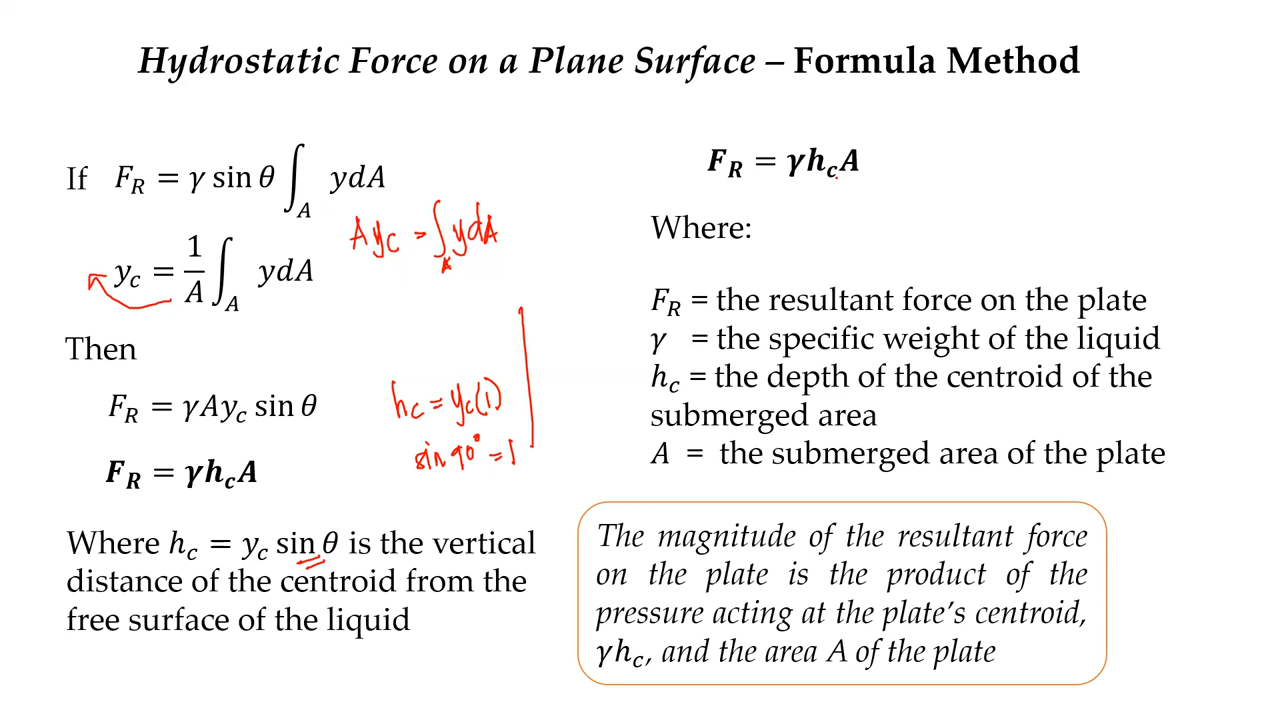 Hydrostatic Force on a Plane Surface – Formula Method
If F_R = γ sin θ ∫_A ydA
A y_c = ∫_A ydA
y_c = 1/A ∫_A ydA
Then
F_R = γAy_c sin θ
h_c = y_c(1)
sin 90° = 1
F_R = γh_cA
Where h_c = y_c sin θ is the vertical
distance of the centroid from the
free surface of the liquid
F_R = γh_cA
Where:
F_R = the resultant force on the plate
γ = the specific weight of the liquid
h_c = the depth of the centroid of the
submerged area
A = the submerged area of the plate
The magnitude of the resultant force
on the plate is the product of the
pressure acting at the plate's centroid,
γh_c, and the area A of the plate